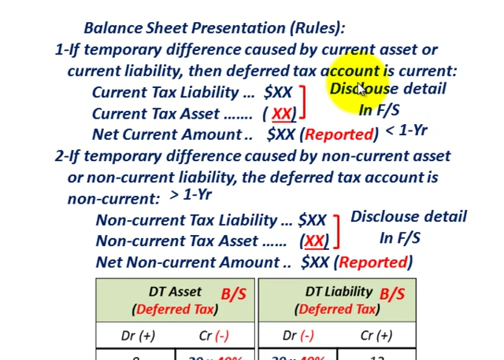 Balance Sheet Presentation (Rules):
1-If temporary difference caused by current asset or
current liability, then deferred tax account is current:
Current Tax Liability ... $XX
Disclouse detail
Current Tax Asset ....... ( XX)
In F/S
Net Current Amount .. $XX (Reported) < 1-Yr
2-If temporary difference caused by non-current asset
or non-current liability, the deferred tax account is
non-current: > 1-Yr
Non-current Tax Liability ... $XX
Disclouse detail
Non-current Tax Asset ...... (XX)
In F/S
Net Non-current Amount .. $XX (Reported)
DT Asset B/S
(Deferred Tax)
DT Liability B/S
(Deferred Tax)
Dr (+) Cr (-) Dr (-) Cr (+)